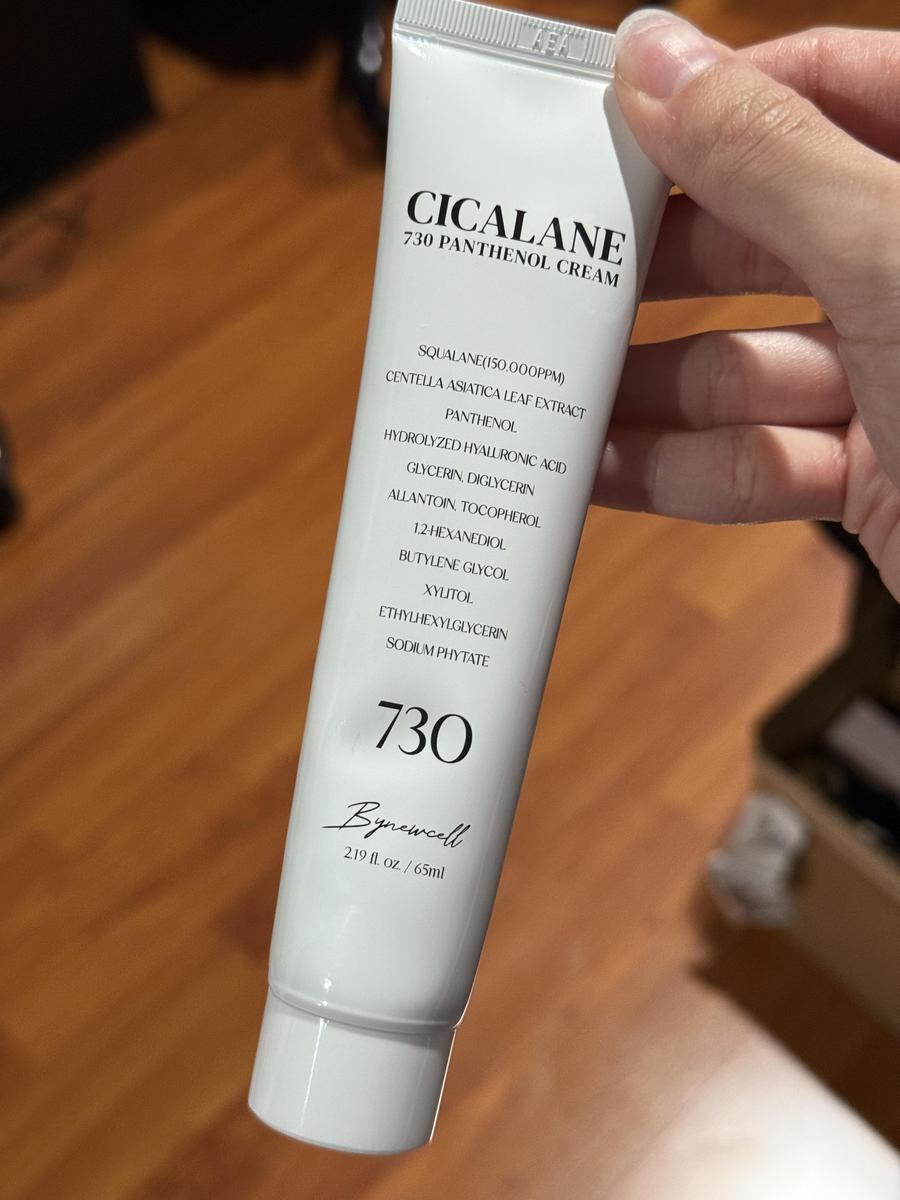 AFA
CICALANE
730 PANTHENOL CREAM
SQUALANE(150,000PPM)
CENTELLA ASIATICA LEAF EXTRACT
PANTHENOL
HYDROLYZED HYALURONIC ACID
GLYCERIN, DIGLYCERIN
ALLANTOIN, TOCOPHEROL
1,2-HEXANEDIOL
BUTYLENE GLYCOL
XYLITOL
ETHYLHEXYLGLYCERIN
SODIUM PHYTATE
730
Bynewcell
2.19 fl. oz. / 65ml